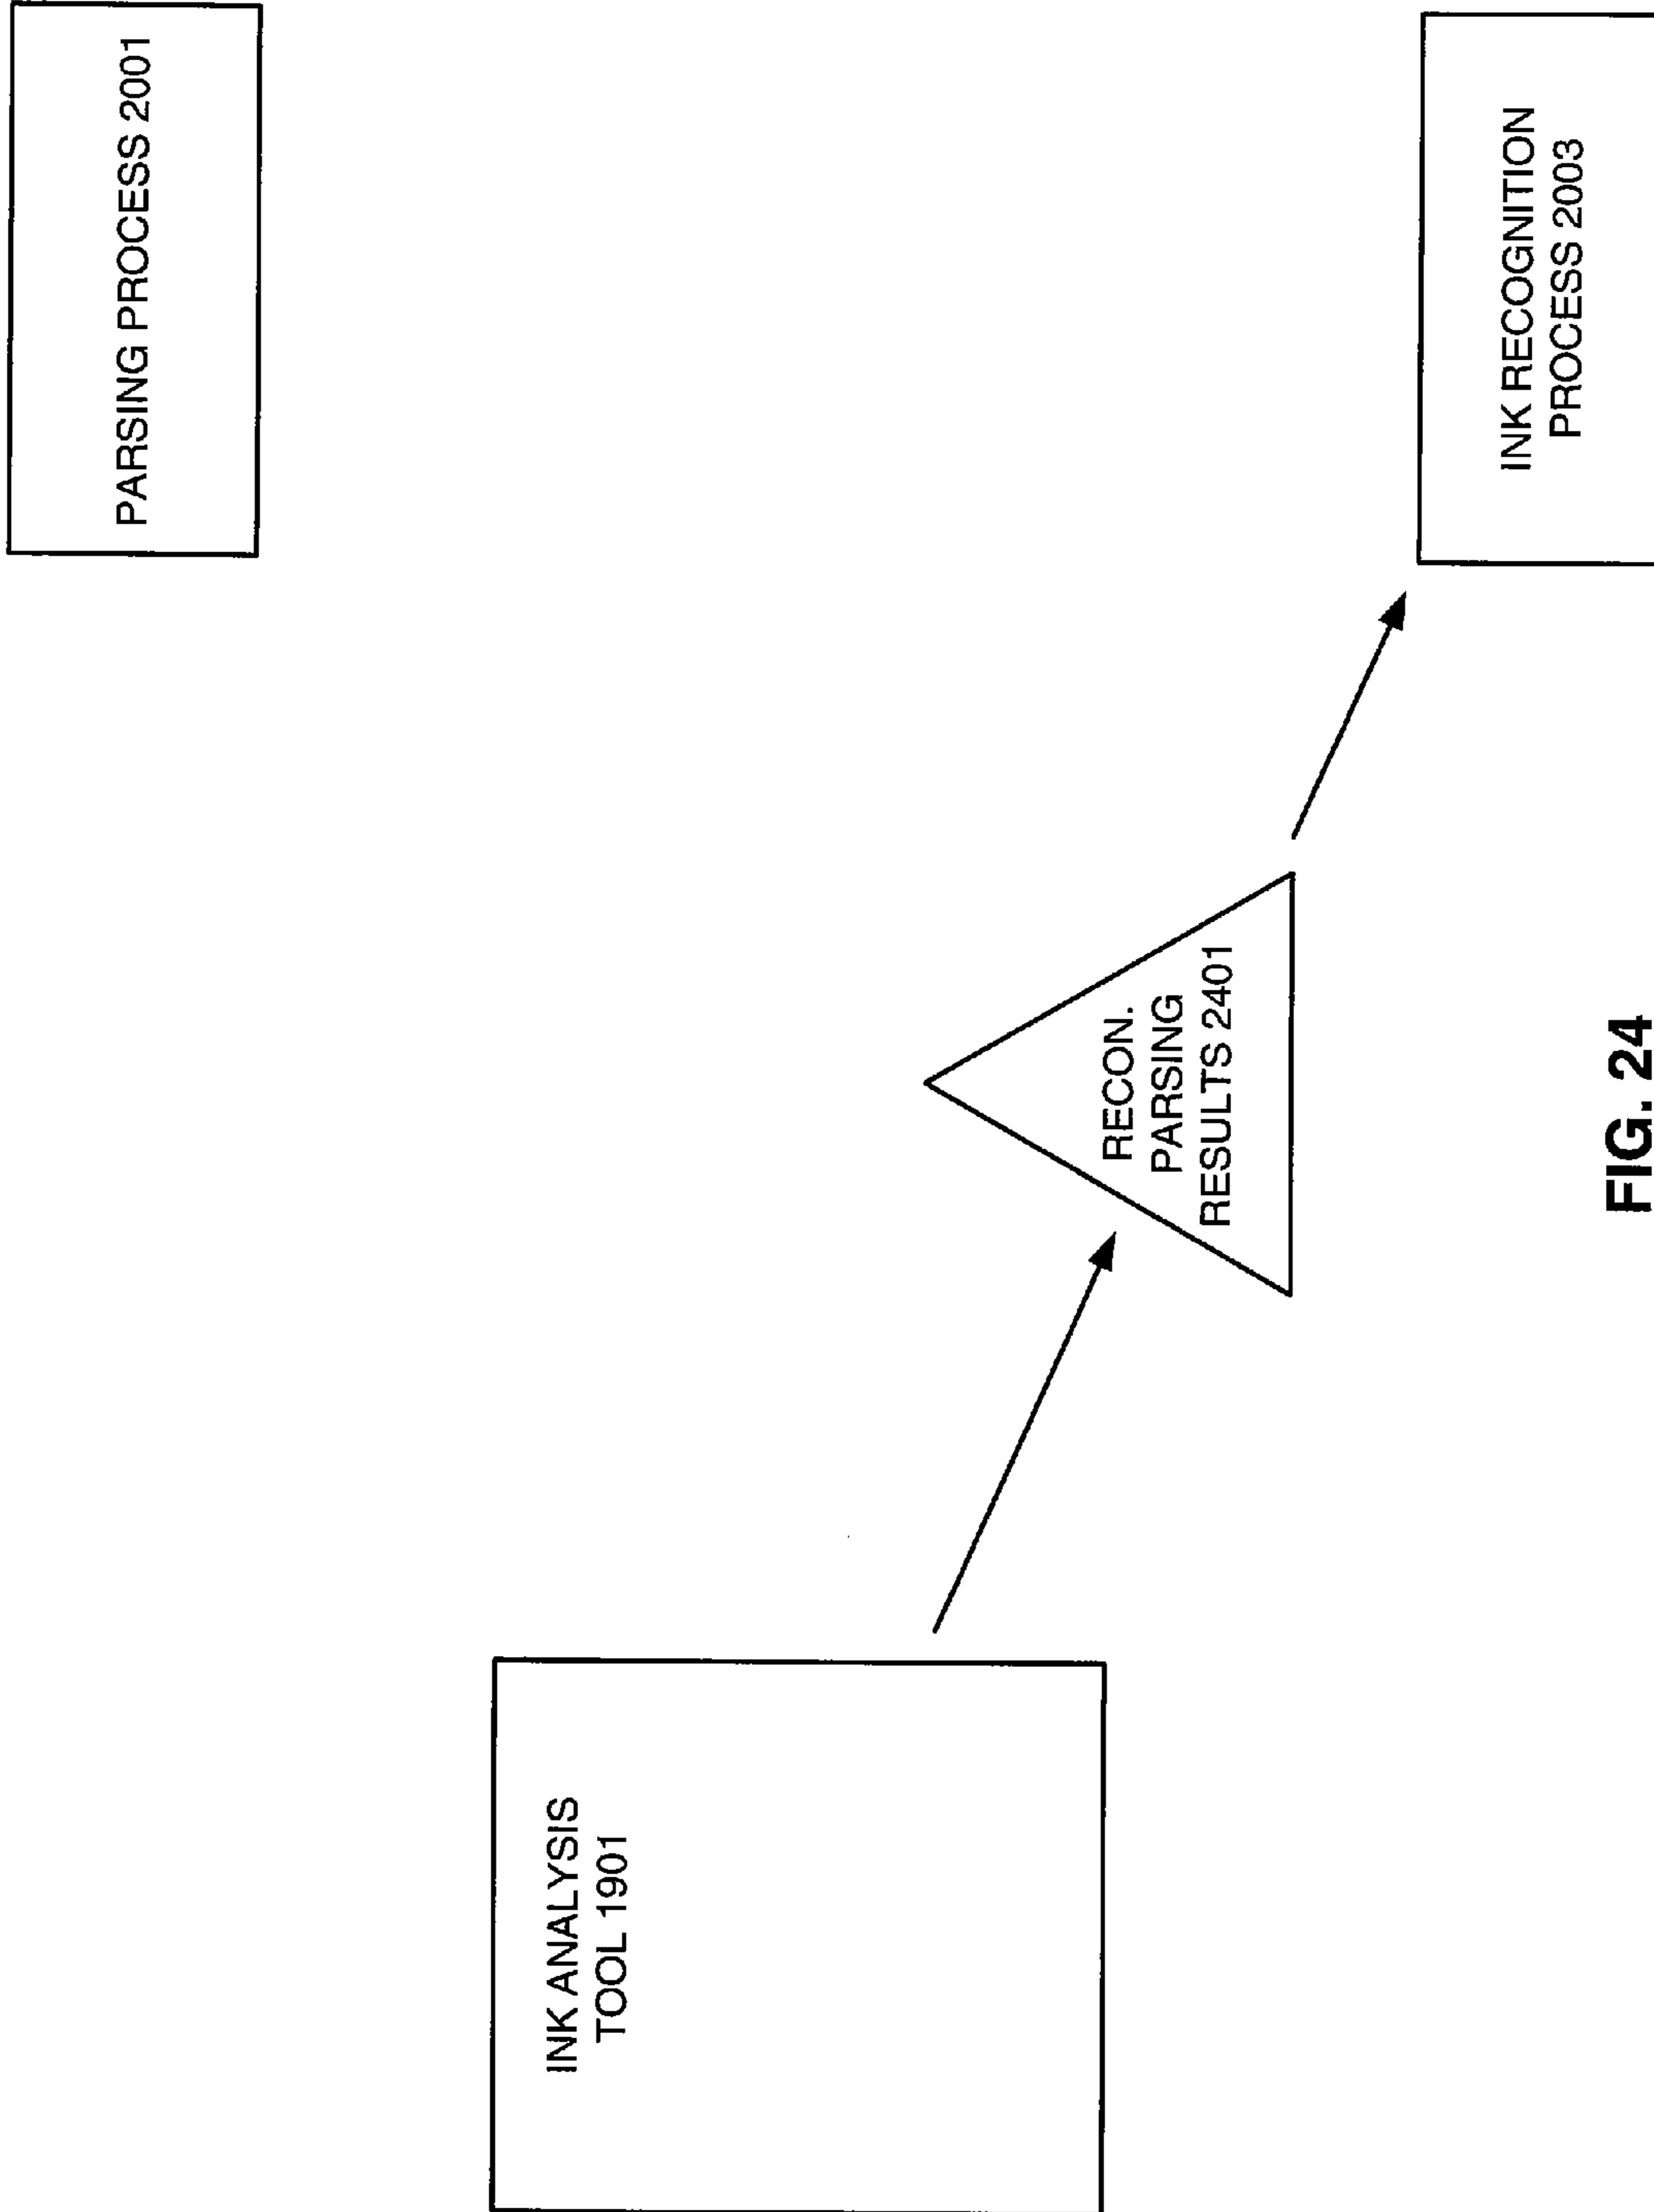 PARSING PROCESS 2001
INK ANALYSIS
TOOL 1901
RECON.
PARSING
RESULTS 2401
INK RECOGNITION
PROCESS 2003
FIG. 24